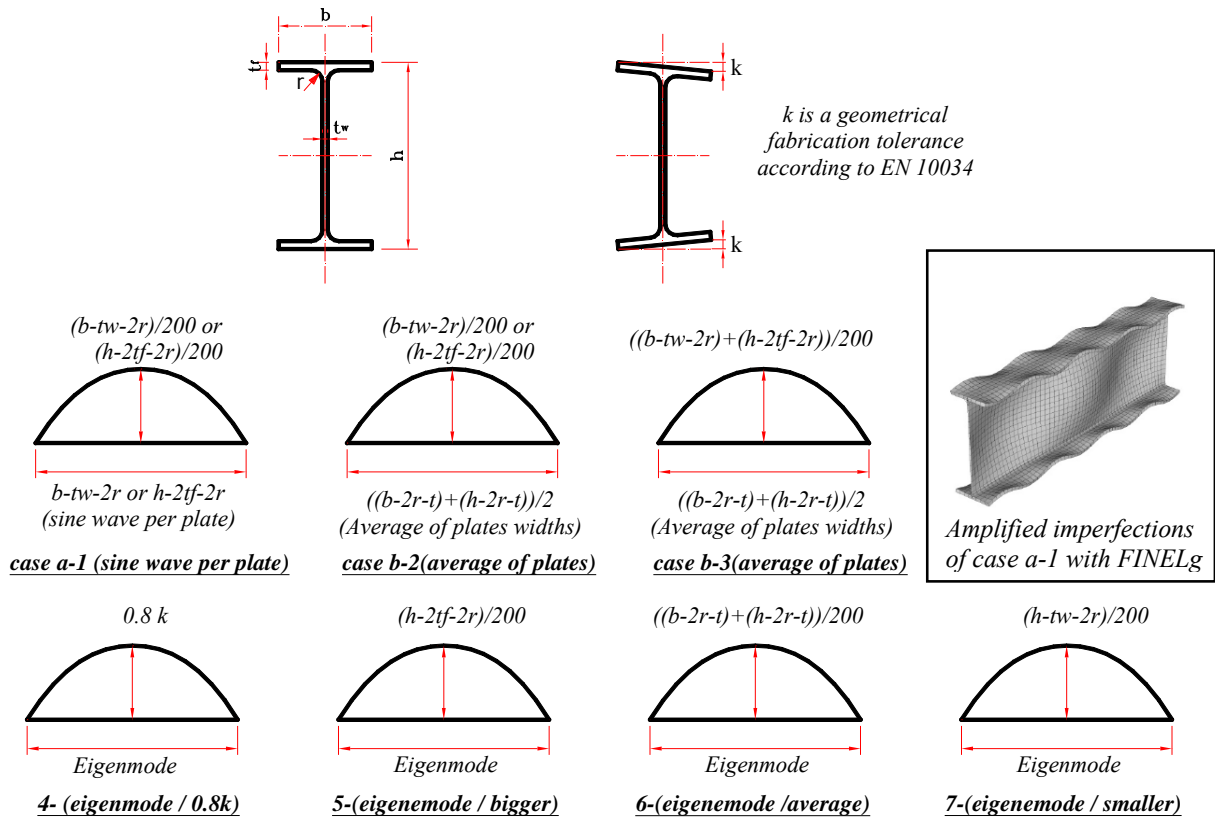 b
tf
r
tw
h
k
k
k is a geometrical
fabrication tolerance
according to EN 10034
(b-tw-2r)/200 or
(h-2tf-2r)/200
b-tw-2r or h-2tf-2r
(sine wave per plate)
case a-1 (sine wave per plate)
(b-tw-2r)/200 or
(h-2tf-2r)/200
((b-2r-t)+(h-2r-t))/2
(Average of plates widths)
case b-2(average of plates)
((b-tw-2r)+(h-2tf-2r))/200
((b-2r-t)+(h-2r-t))/2
(Average of plates widths)
case b-3(average of plates)
Amplified imperfections
of case a-1 with FINELg
0.8 k
Eigenmode
4- (eigenmode / 0.8k)
(h-2tf-2r)/200
Eigenmode
5-(eigenemode / bigger)
((b-2r-t)+(h-2r-t))/200
Eigenmode
6-(eigenemode /average)
(h-tw-2r)/200
Eigenmode
7-(eigenemode / smaller)